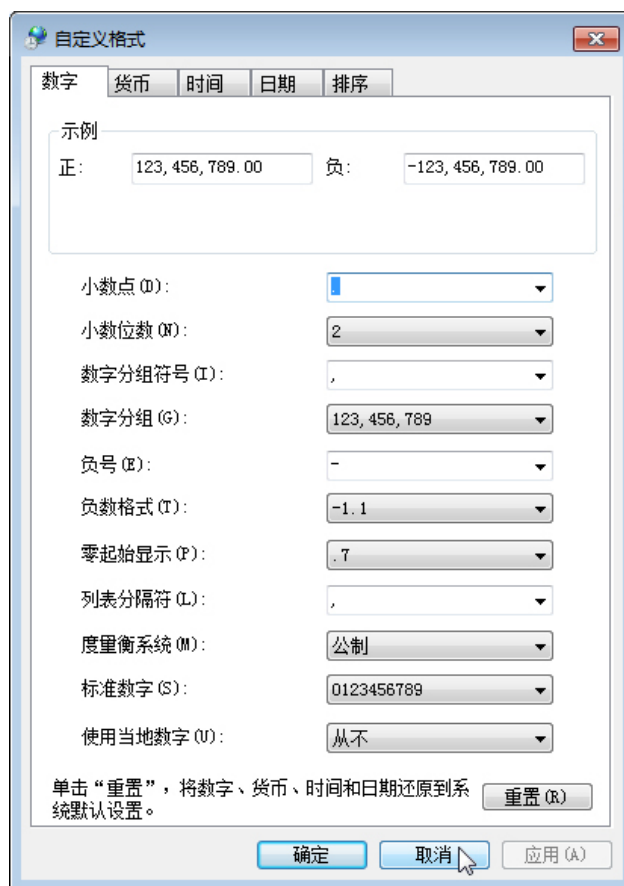 自定义格式
数字 货币 时间 日期 排序
示例
正: 123,456,789.00 负: -123,456,789.00
小数点(D): .
小数位数(N): 2
数字分组符号(I): ,
数字分组(G): 123,456,789
负号(E): -
负数格式(T): -1.1
零起始显示(P): .7
列表分隔符(L): ,
度量衡系统(M): 公制
标准数字(S): 0123456789
使用当地数字(U): 从不
单击“重置”，将数字、货币、时间和日期还原到系
统默认设置。 重置(R)
确定 取消 应用(A)